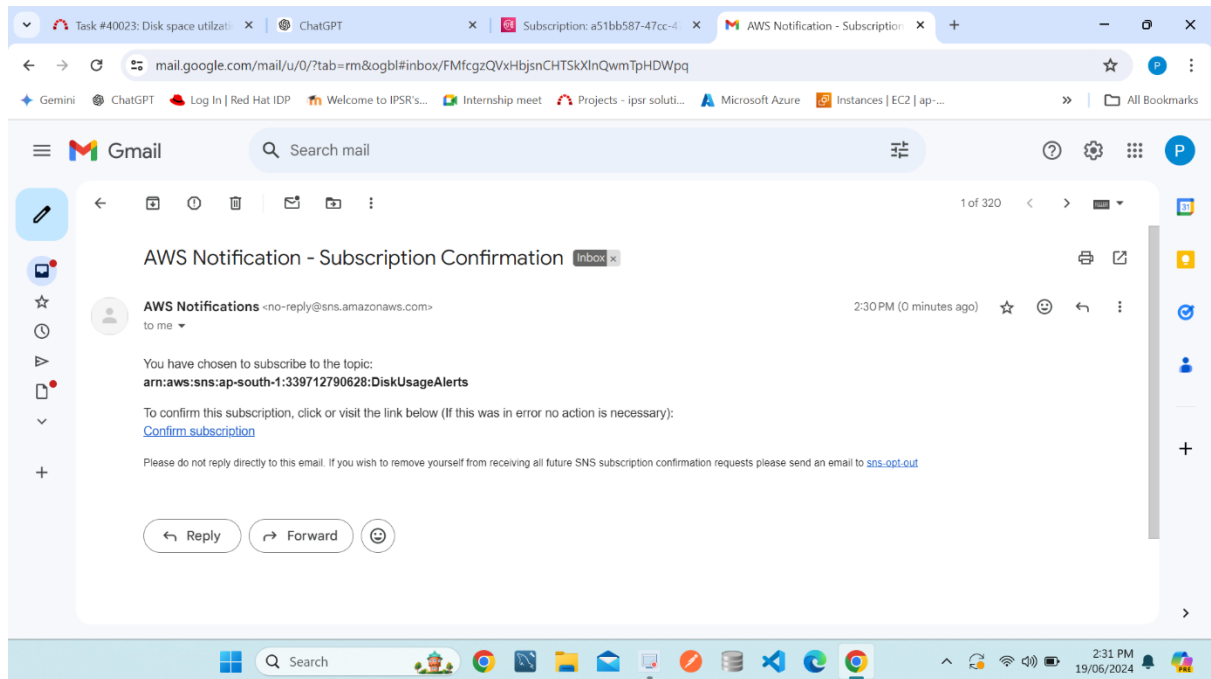 Task #40023: Disk space utilzati
ChatGPT
Subscription: a51bb587-47cc-4
AWS Notification - Subscription
mail.google.com/mail/u/0/?tab=rm&ogbl#inbox/FMfcgzQVxHbjsnCHTSkXlnQwmTpHDWpq
P
Gemini
ChatGPT
Log In | Red Hat IDP
Welcome to IPSR's...
Internship meet
Projects - ipsr soluti...
Microsoft Azure
Instances | EC2 | ap-...
»
All Bookmarks
Gmail
Search mail
P
1 of 320
31
AWS Notification - Subscription Confirmation
Inbox ×
AWS Notifications <no-reply@sns.amazonaws.com>
2:30 PM (0 minutes ago)
to me
You have chosen to subscribe to the topic:
arn:aws:sns:ap-south-1:339712790628:DiskUsageAlerts
To confirm this subscription, click or visit the link below (If this was in error no action is necessary):
Confirm subscription
Please do not reply directly to this email. If you wish to remove yourself from receiving all future SNS subscription confirmation requests please send an email to sns-opt-out
Reply
Forward
Search
2:31 PM
19/06/2024
PRE